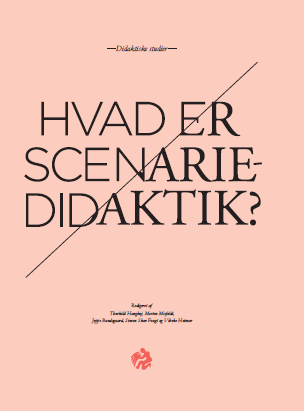 —Didaktiske studier—
HVAD ER
SCENARIE-
DIDAKTIK?
Redigeret af
Thorkild Hanghøj, Morten Misfeldt,
Jeppe Bundsgaard, Simon Skov Fougt og Vibeke Hetmar